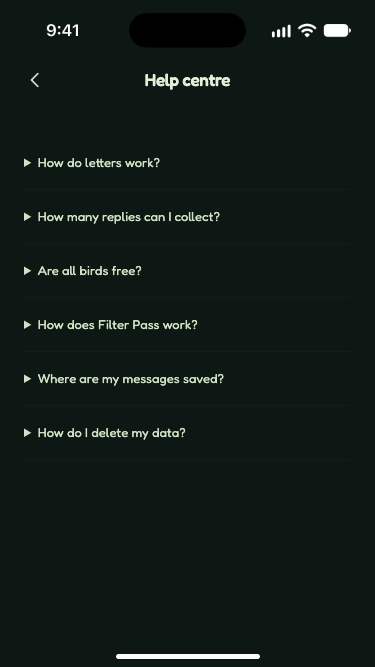 9:41
Help centre
How do letters work?
How many replies can I collect?
Are all birds free?
How does Filter Pass work?
Where are my messages saved?
How do I delete my data?